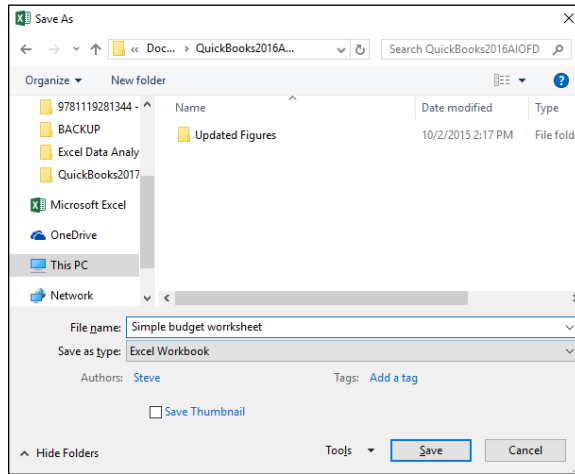 Save As
« Doc... › QuickBooks2016A...
Search QuickBooks2016AIOFD
Organize
New folder
?
9781119281344 -
BACKUP
Excel Data Analy
QuickBooks2017
Microsoft Excel
OneDrive
This PC
Network
Name Date modified Type
Updated Figures 10/2/2015 2:17 PM File fold
File name: Simple budget worrksheet
Save as type: Excel Workbook
Authors: Steve Tags: Add a tag
Save Thumbnail
Hide Folders Tools Save Cancel